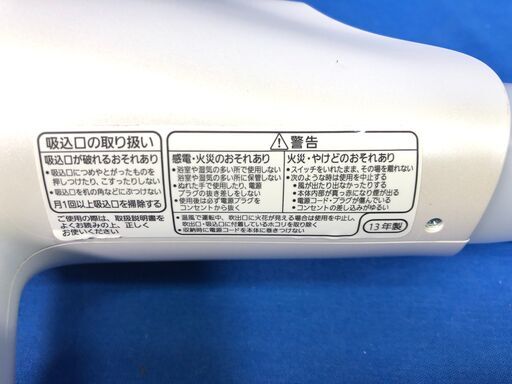 吸込口の取り扱い
吸込口が破れるおそれあり
●吸込口につめやとがったものを
押しつけたり、こすったりしない
●吸込口を机の角などにぶつけない
月1回以上吸込口を掃除する
ご使用の際は、取扱説明書を
よくお読みの上、正しく
お使いください
警告
感電・火災のおそれあり
浴室や湿気の多い所で使用しない
浴室や湿気の多い所に保管しない
●ぬれた手で使用したり、電源
プラグの抜き差しをしない
●使用後は必ず電源プラグを
コンセントから抜く
火災・やけどのおそれあり
●スイッチをいれたまま、その場を離れない
●次のような時は使用を中止する
●風が出たり出なかったりする
●本体の中に真っ赤になり煙が出る
●電源コード・プラグが傷んでいる
●コンセントの差し込みがゆるい
●温風で運転中、吹出口に火花が見える場合は使用を中止し、
吹出口・吸込口に付着しているホコリを取り除く
●収納時に電源コードを本体に巻きつけない
13年製